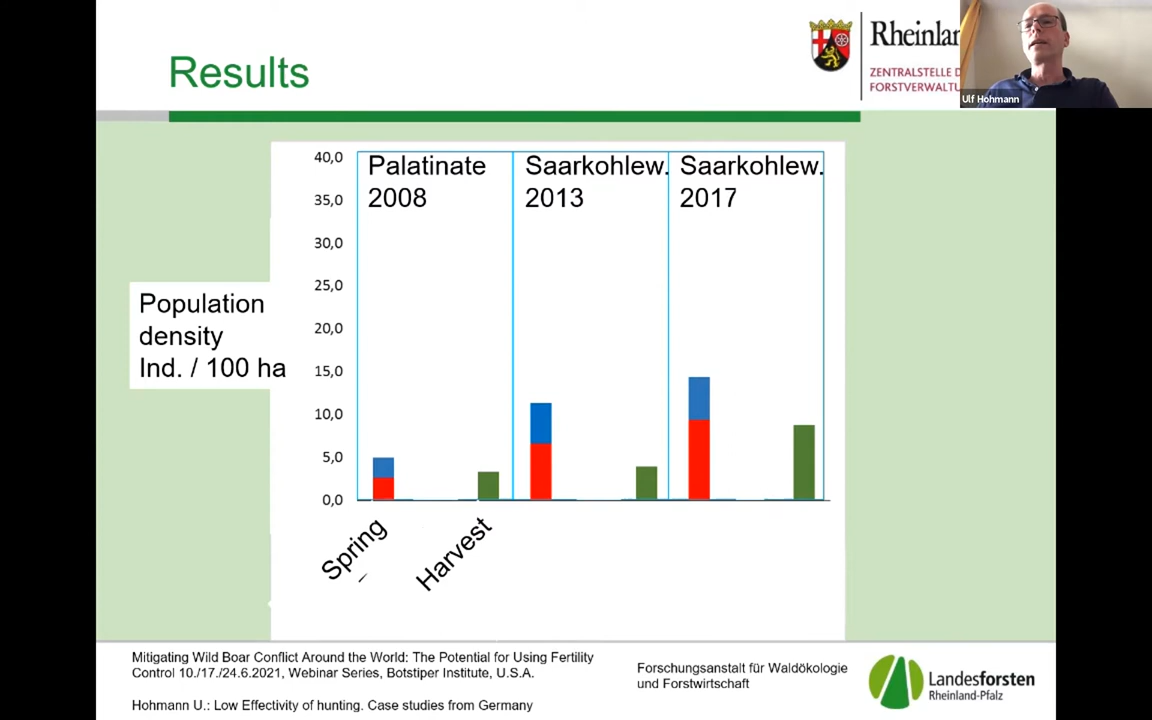 Results
Rheinlan
ZENTRALSTELLE D
FORSTVERWALTU
Ulf Hohmann
40,0
35,0
30,0
25,0
20,0
15,0
10,0
5,0
0,0
Palatinate
2008
Saarkohlew.
2013
Saarkohlew.
2017
Population
density
Ind. / 100 ha
Spring
Harvest
Mitigating Wild Boar Conflict Around the World: The Potential for Using Fertility
Control 10./17./24.6.2021, Webinar Series, Botstiper Institute, U.S.A.
Hohmann U.: Low Effectivity of hunting. Case studies from Germany
Forschungsanstalt für Waldökologie
und Forstwirtschaft
Landesforsten
Rheinland-Pfalz